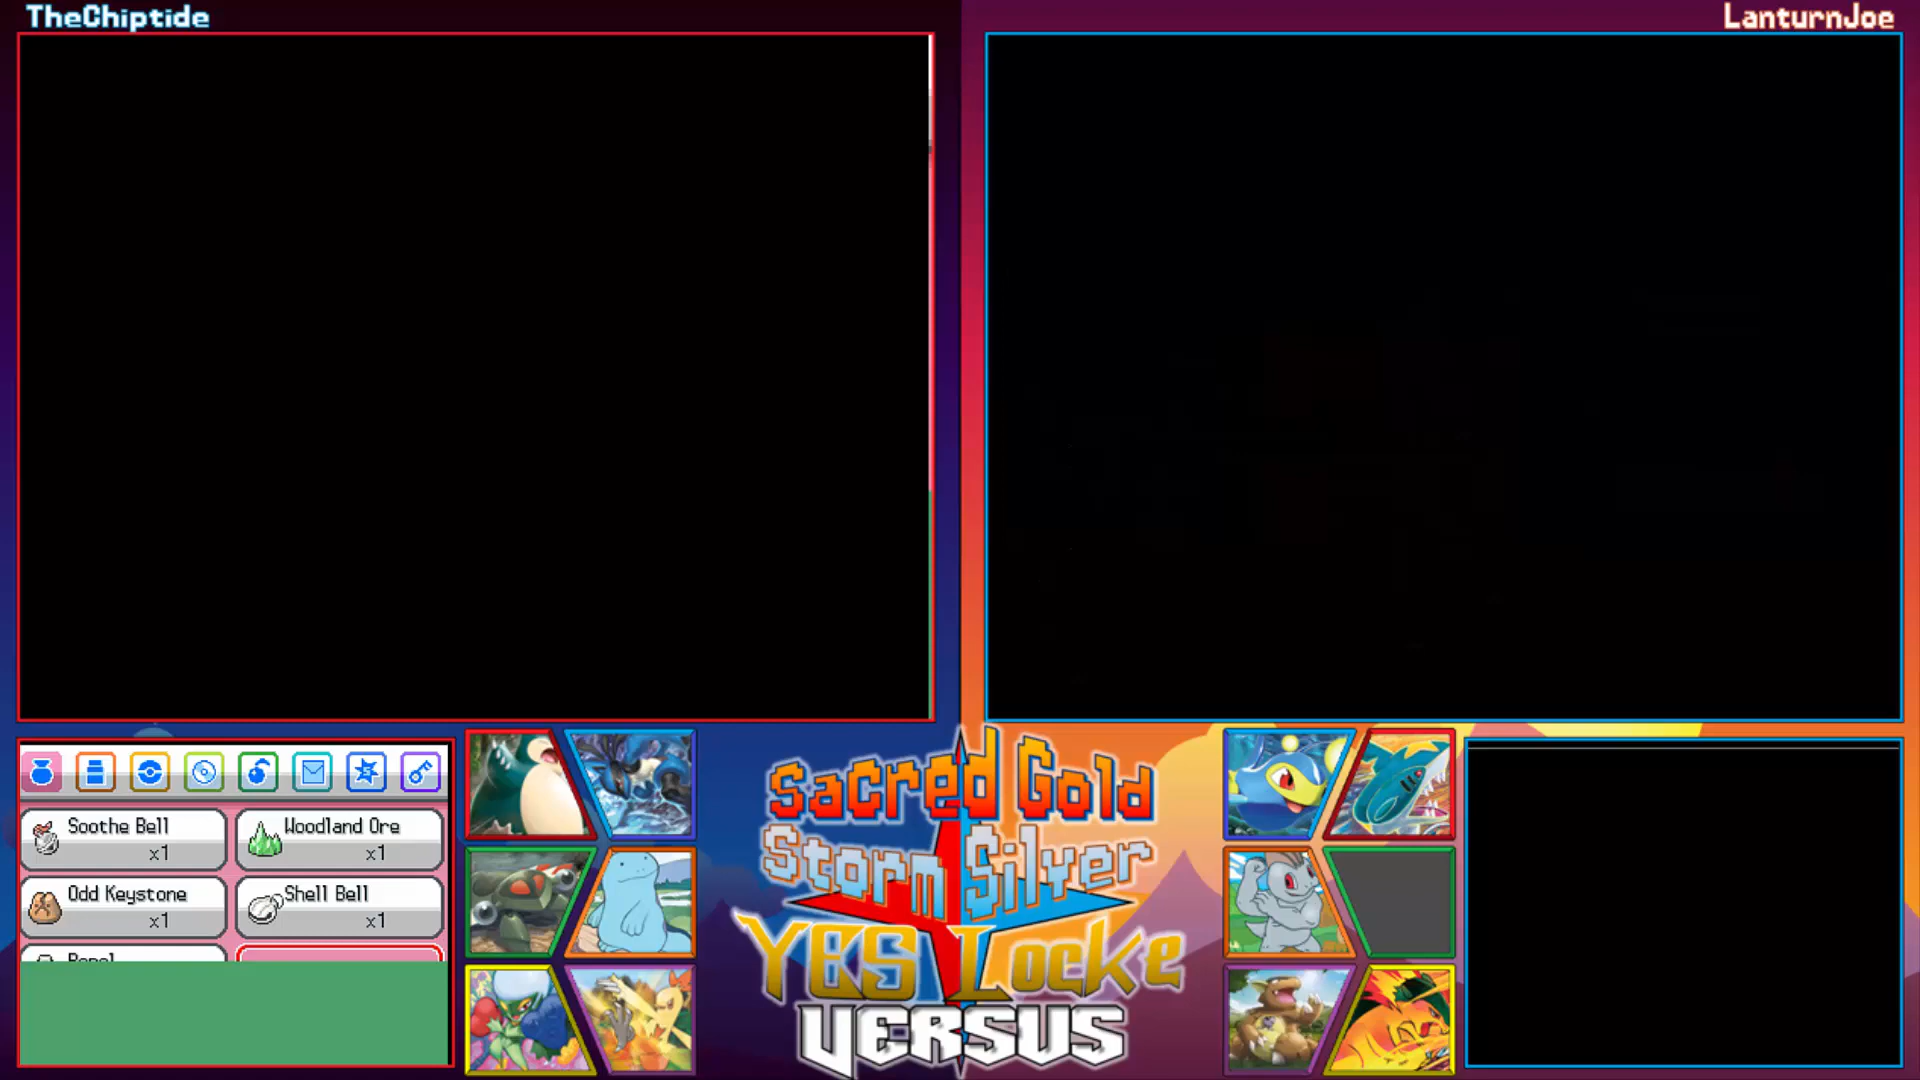 TheChiptide
LanturnJoe
Soothe Bell
x1
Woodland Ore
x1
Odd Keystone
x1
Shell Bell
x1
Repel
Sacred Gold
Storm Silver
YES Locke
VERSUS